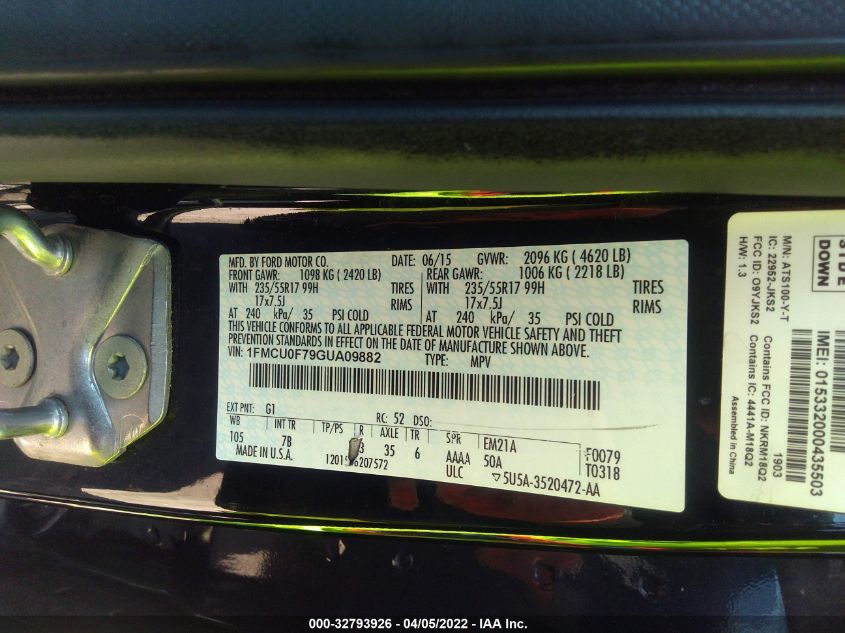 MFD. BY FORD MOTOR CO. DATE: 06/15 GVWR: 2096 KG ( 4620 LB)
FRONT GAWR: 1098 KG ( 2420 LB) REAR GAWR: 1006 KG ( 2218 LB)
WITH 235/55R17 99H TIRES WITH 235/55R17 99H TIRES
17x7.5J RIMS 17x7.5J RIMS
AT 240 kPa/ 35 PSI COLD AT 240 kPa/ 35 PSI COLD
THIS VEHICLE CONFORMS TO ALL APPLICABLE FEDERAL MOTOR VEHICLE SAFETY AND THEFT
PREVENTION STANDARDS IN EFFECT ON THE DATE OF MANUFACTURE SHOWN ABOVE.
VIN: 1FMCU0F79GUA09882 TYPE: MPV
EXT PNT: G1 RC: 52 DSO:
WB INT TR TP/PS R AXLE TR SPR EM21A F0079
105 7B 35 6 AAAA 50A T0318
MADE IN U.S.A. ULC 5U5A-3520472-AA
DOWN
M/N: ATS100-Y-T
IC: 22952-JKS2
FCC ID: O9YJKS2
H/W: 1.3
IMEI: 015332000435503
1903
Contains FCC ID: NKRM18Q2
Contains IC: 4441A-M18Q2
Assembled in China
000-32793926 - 04/05/2022 - IAA Inc.